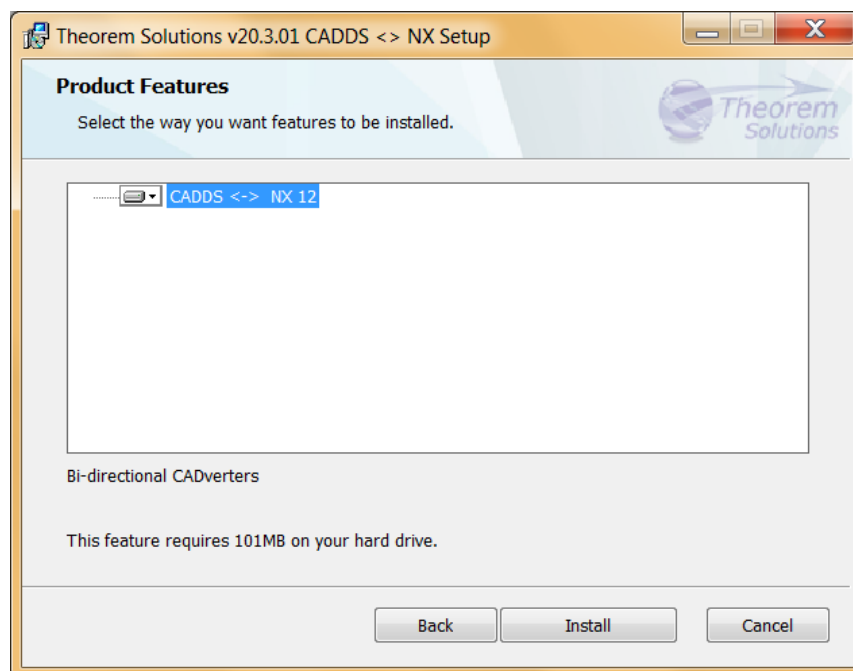 Theorem Solutions v20.3.01 CADDS <> NX Setup
Product Features
Select the way you want features to be installed.
Theorem
Solutions
CADDS <-> NX 12
Bi-directional CADverters
This feature requires 101MB on your hard drive.
Back
Install
Cancel